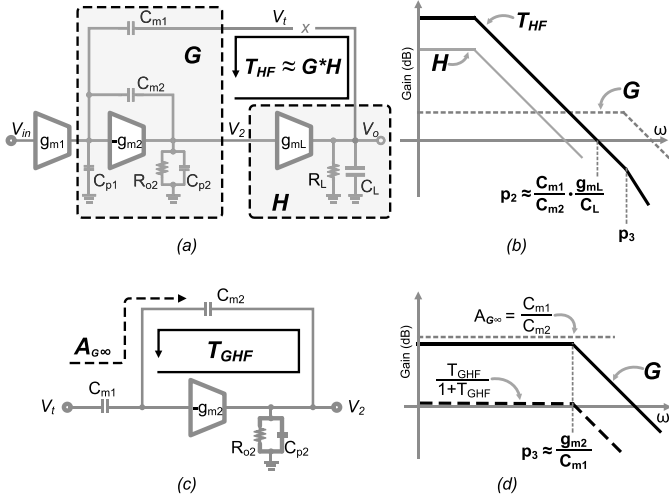 C_m1
V_t
x
G
T_HF ≈ G*H
C_m2
V_in
g_m1
-g_m2
V_2
g_mL
V_o
C_p1
R_o2
C_p2
R_L
C_L
H
(a)
Gain (dB)
T_HF
H
G
ω
p_2 ≈ C_m1/C_m2 · g_mL/C_L
p_3
(b)
A_G∞
C_m2
T_GHF
C_m1
V_t
-g_m2
V_2
R_o2
C_p2
(c)
Gain (dB)
A_G∞ = C_m1/C_m2
T_GHF/1+T_GHF
G
ω
p_3 ≈ g_m2/C_m1
(d)